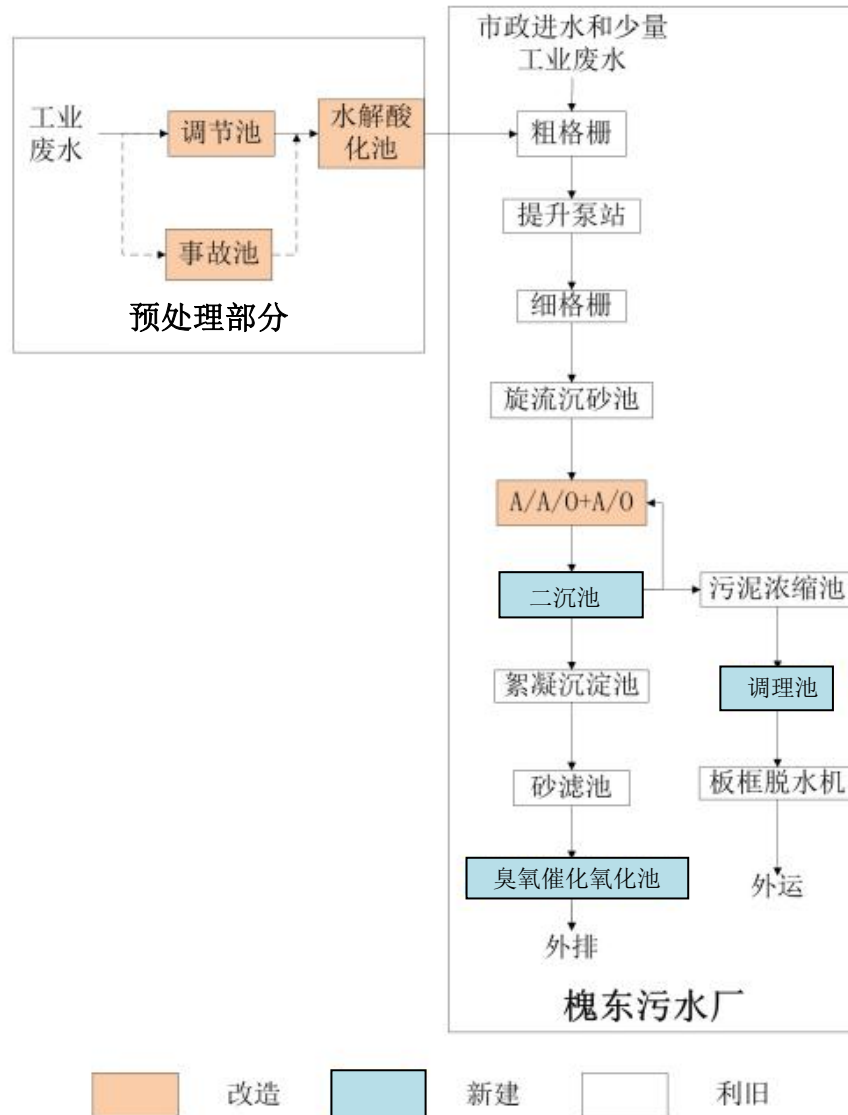 工业
废水
调节池
水解酸
化池
事故池
预处理部分
市政进水和少量
工业废水
粗格栅
提升泵站
细格栅
旋流沉砂池
A/A/O+A/O
二沉池
污泥浓缩池
絮凝沉淀池
调理池
砂滤池
板框脱水机
臭氧催化氧化池
外运
外排
槐东污水厂
改造
新建
利旧